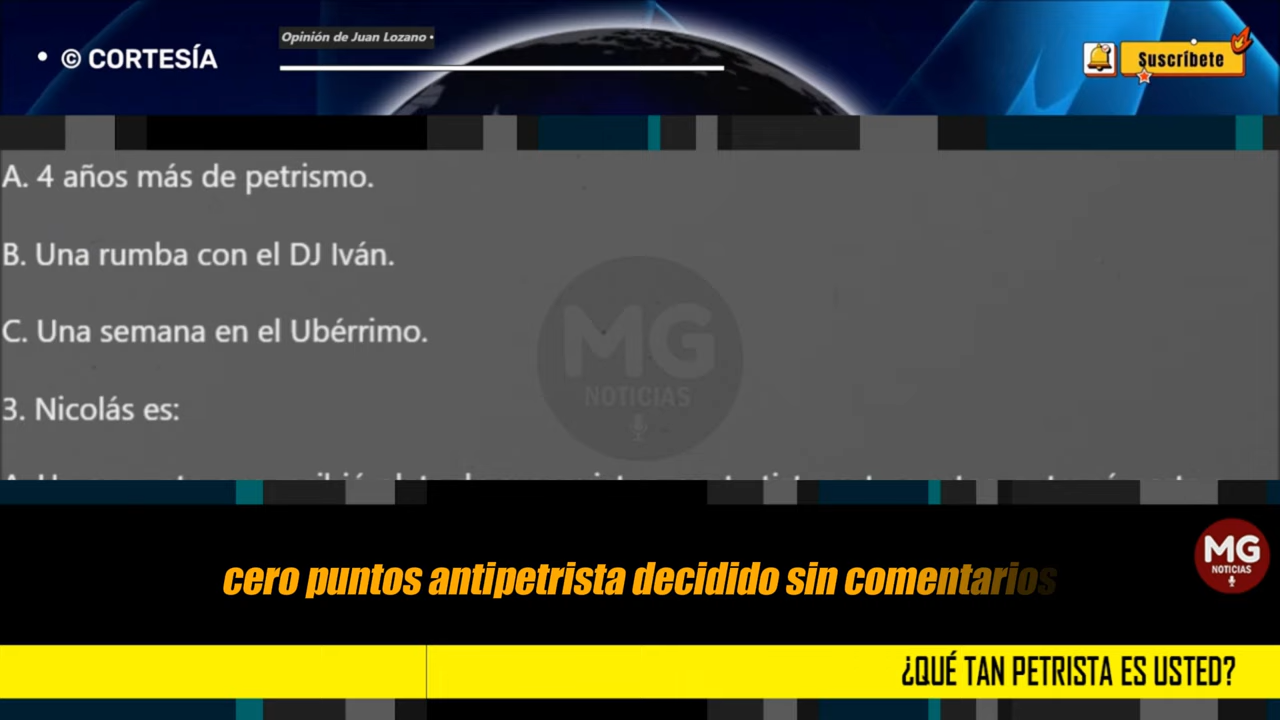 • © CORTESÍA
Opinión de Juan Lozano •
Suscríbete
A. 4 años más de petrismo.
B. Una rumba con el DJ Iván.
C. Una semana en el Ubérrimo.
3. Nicolás es:
MG
NOTICIAS
cero puntos antipetrista decidido sin comentarios
MG
NOTICIAS
¿QUÉ TAN PETRISTA ES USTED?